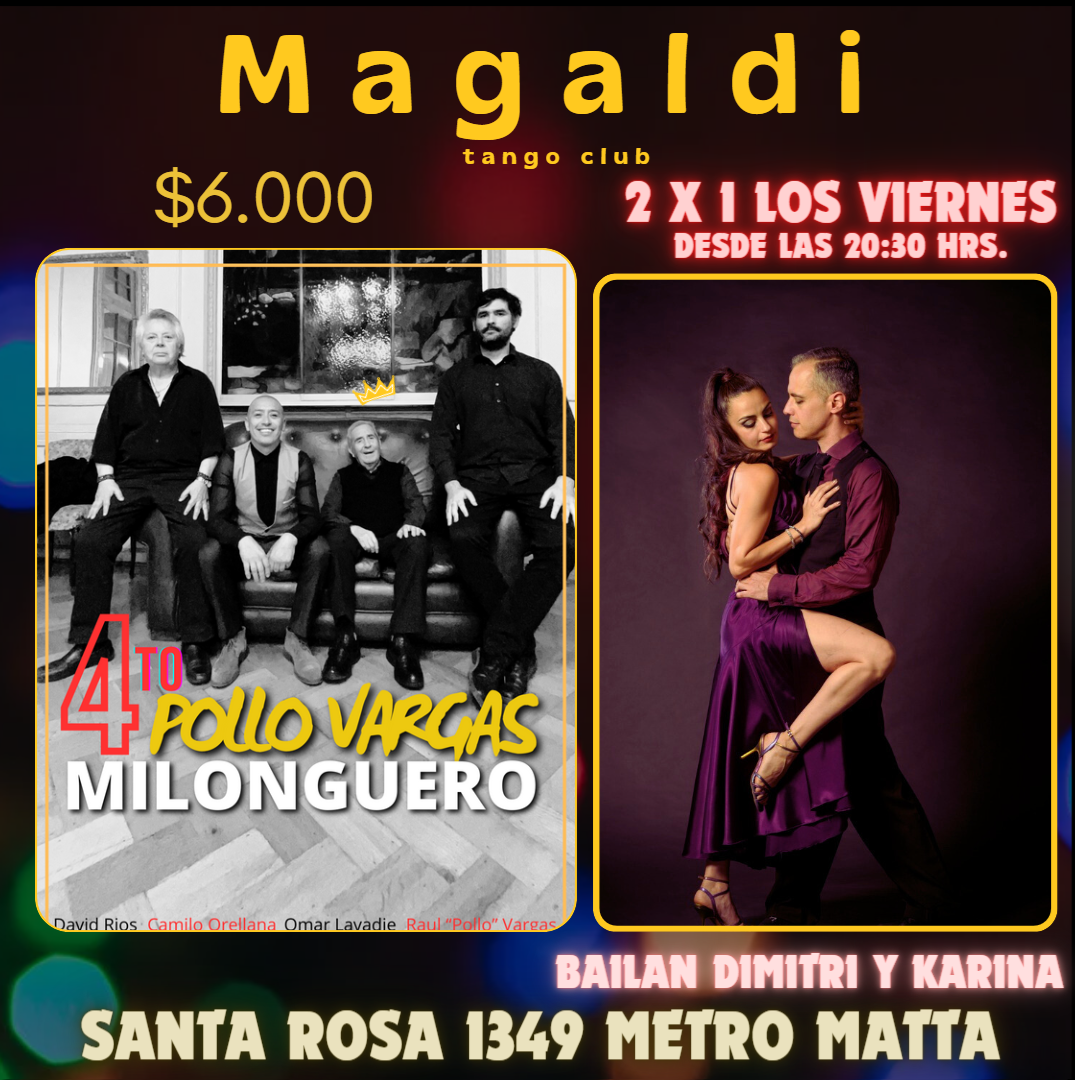 Magaldi
tango club
$6.000
2 X 1 LOS VIERNES
DESDE LAS 20:30 HRS.
4TO
POLLO VARGAS
MILONGUERO
David Rios Camilo Orellana Omar Lavadie Raul "Pollo" Vargas
BAILAN DIMITRI Y KARINA
SANTA ROSA 1349 METRO MATTA